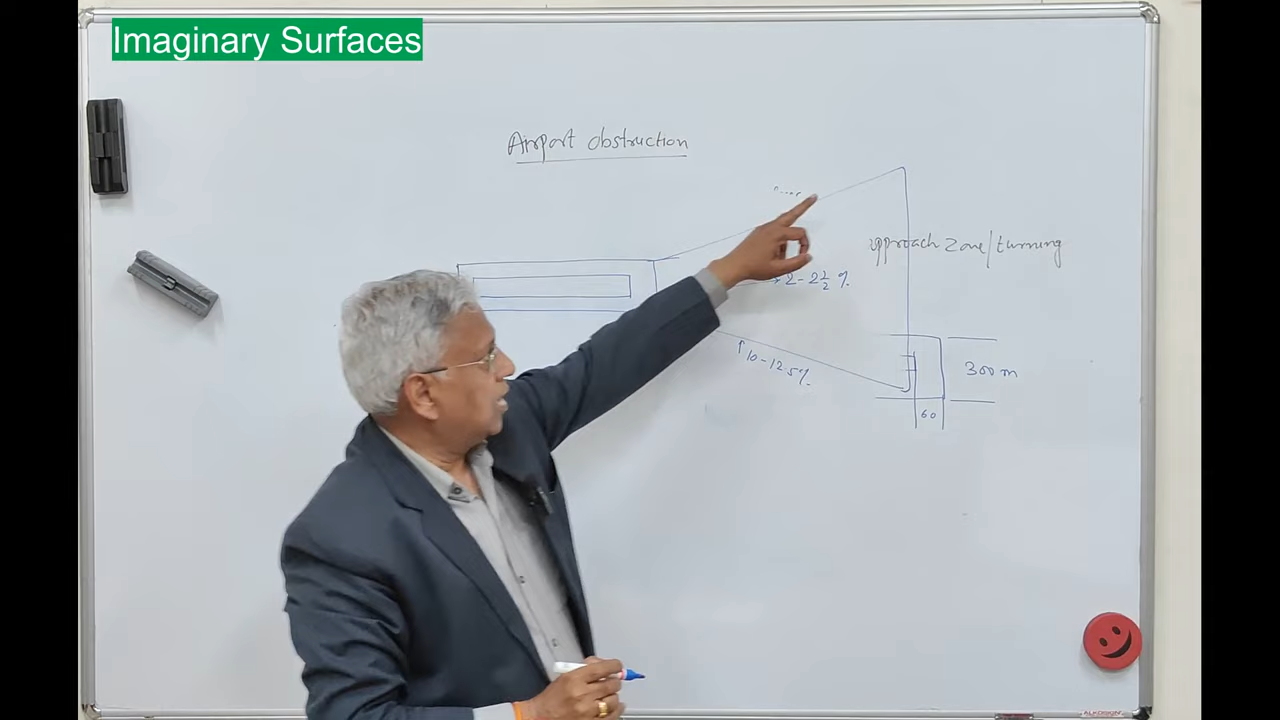 Imaginary Surfaces
Airport obstruction
approach zone/turning
2-2½ %
10-12.5%
300 m
60